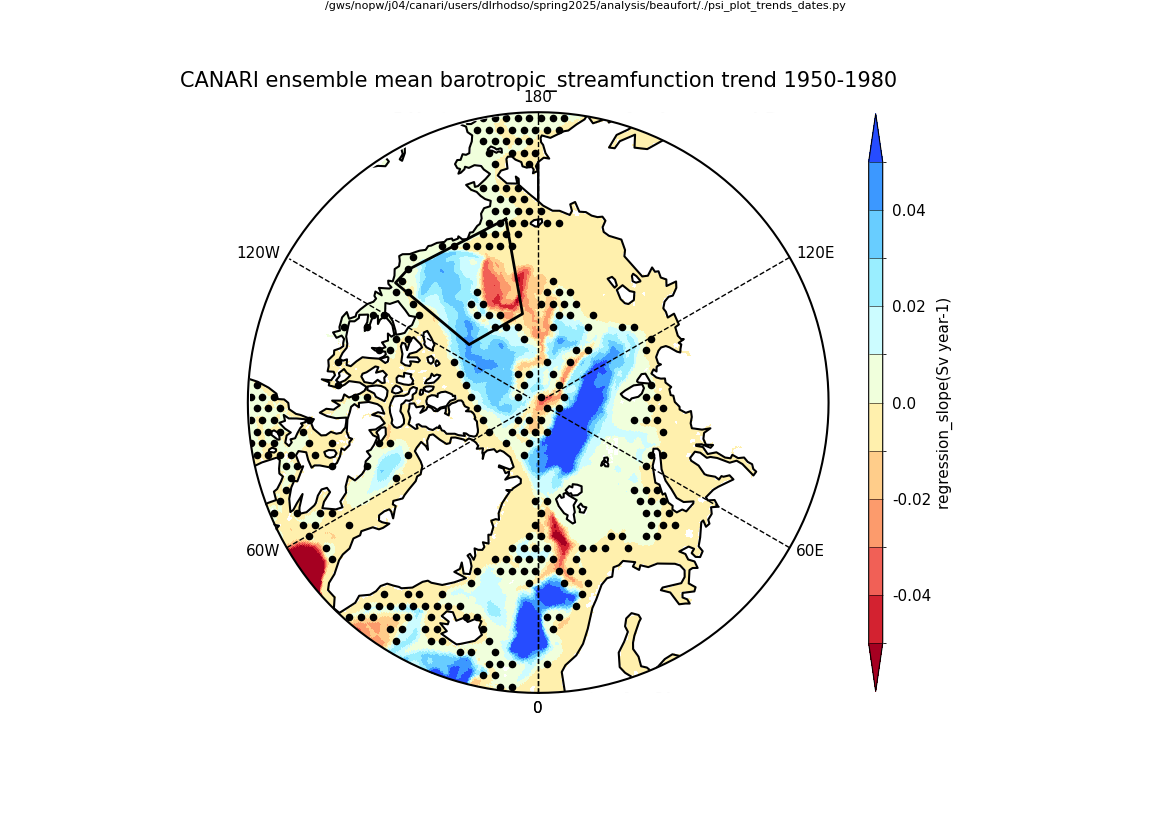 /gws/nopw/j04/canari/users/dlrhodso/spring2025/analysis/beaufort/./psi_plot_trends_dates.py
CANARI ensemble mean barotropic_streamfunction trend 1950-1980
180
120W
120E
60W
60E
0
0.04
0.02
0.0
-0.02
-0.04
regression_slope(Sv year-1)